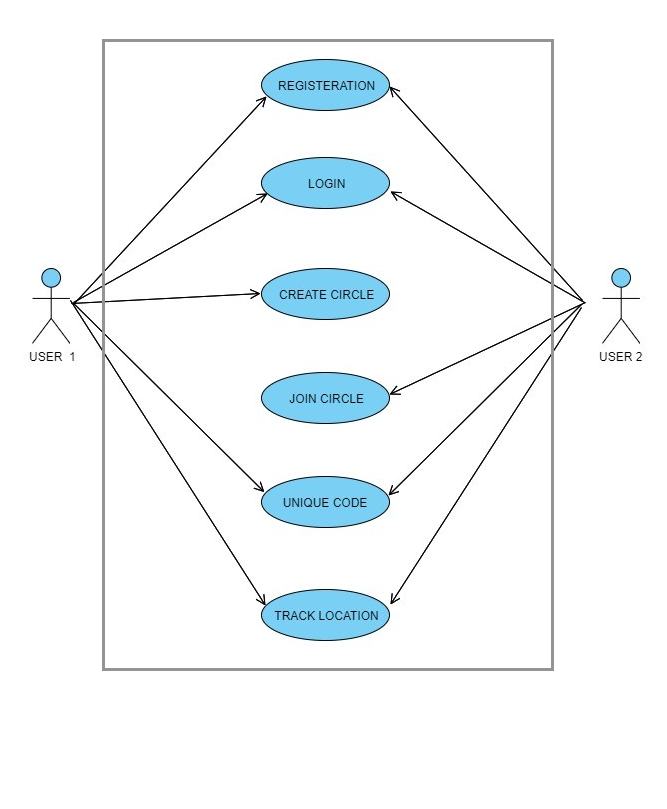 REGISTERATION
LOGIN
CREATE CIRCLE
USER 1
USER 2
JOIN CIRCLE
UNIQUE CODE
TRACK LOCATION